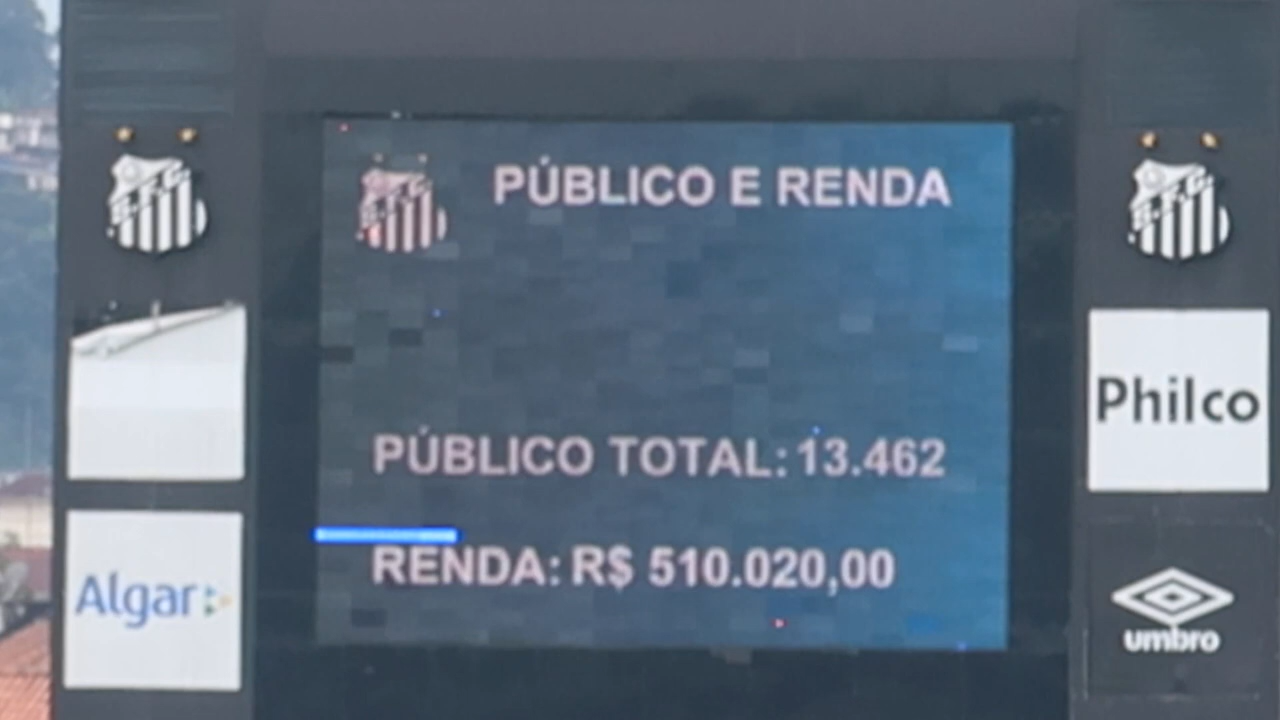 PÚBLICO E RENDA
PÚBLICO TOTAL: 13.462
RENDA: R$ 510.020,00
Algar
Philco
umbro